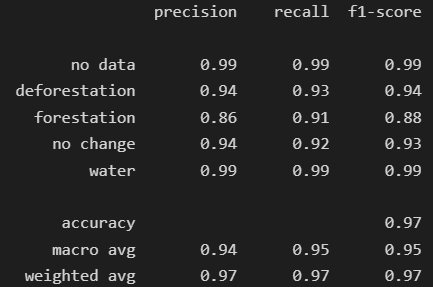 precision recall f1-score
no data 0.99 0.99 0.99
deforestation 0.94 0.93 0.94
forestation 0.86 0.91 0.88
no change 0.94 0.92 0.93
water 0.99 0.99 0.99
accuracy 0.97
macro avg 0.94 0.95 0.95
weighted avg 0.97 0.97 0.97